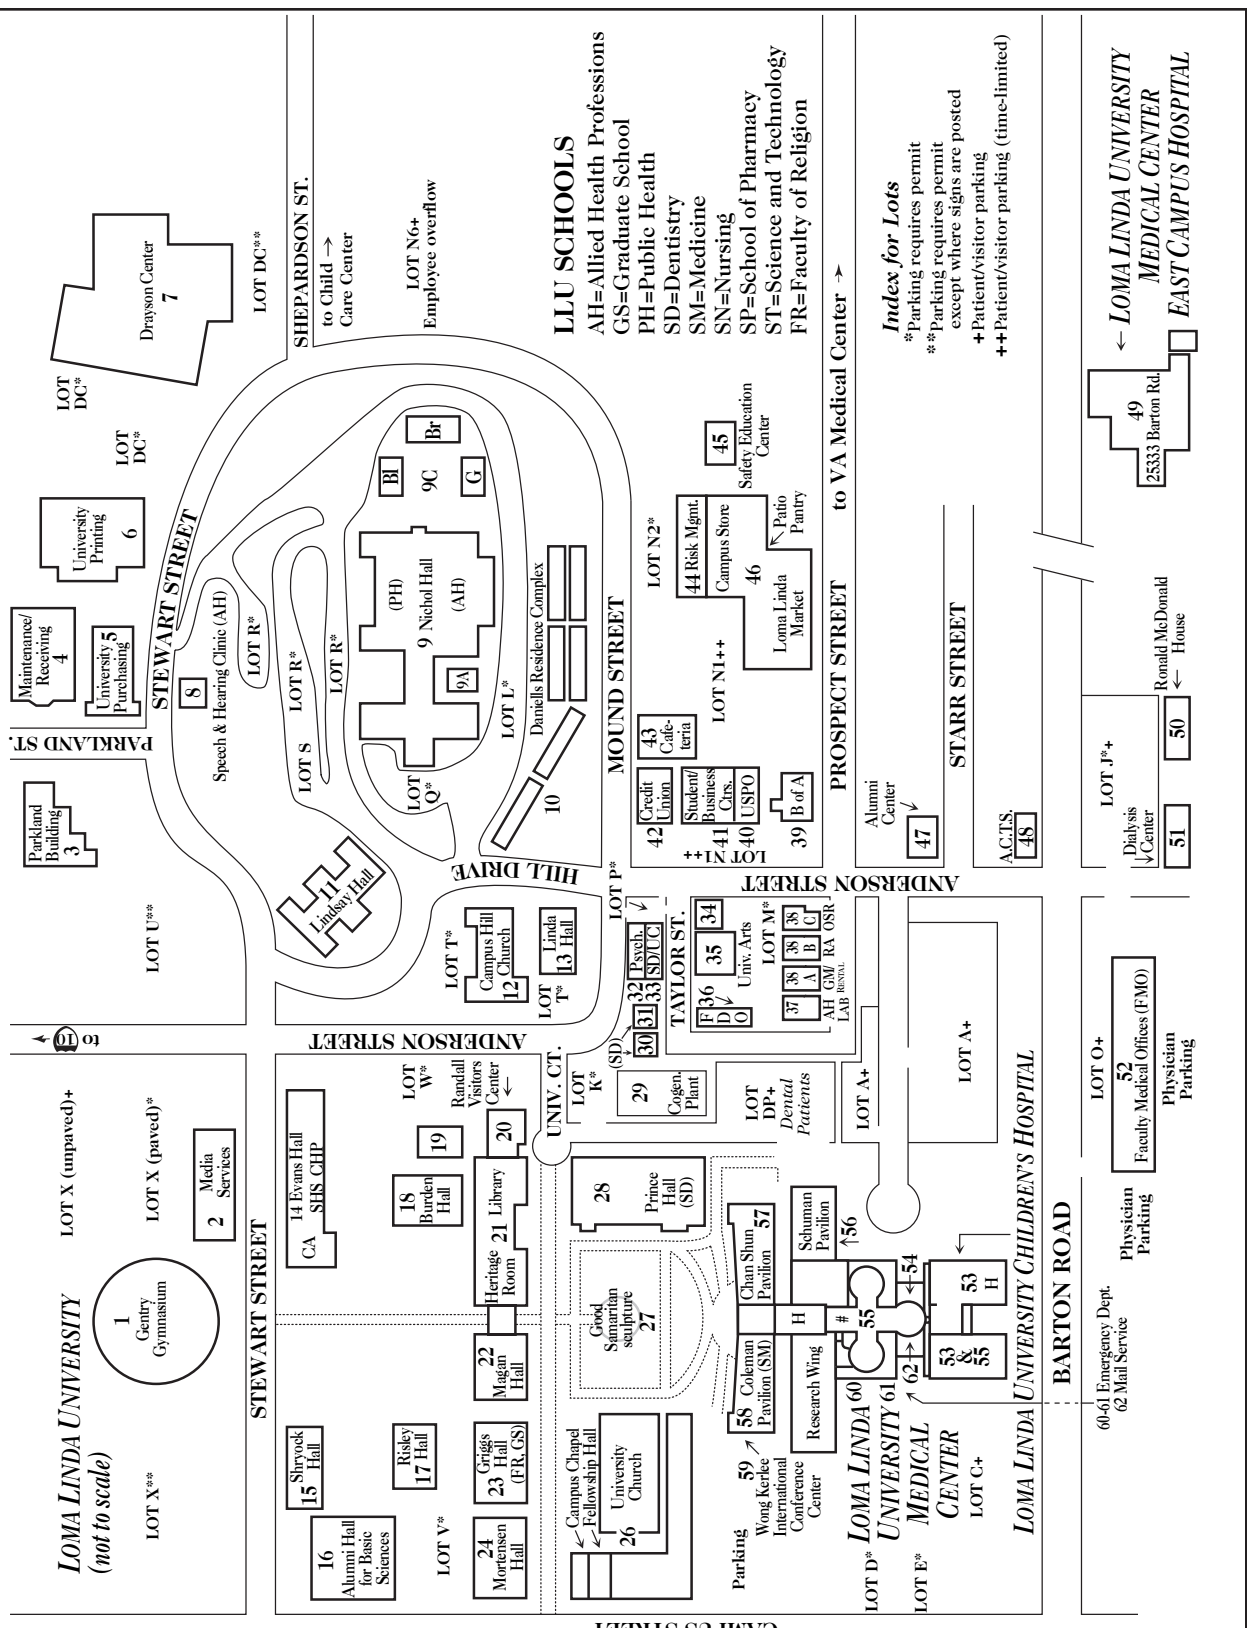 LOMA LINDA UNIVERSITY
(not to scale)
LOT X**
1
Gentry
Gymnasium
LOT X (unpaved)+
LOT X (paved)*
2
Media
Services
to 10
LOT U**
Parkland
Building
3
PARKLAND ST.
Maintenance/
Receiving
4
University 5
Purchasing
University
Printing
6
LOT
DC*
LOT
DC*
Drayson Center
7
LOT DC**
STEWART STREET
STEWART STREET
SHEPARDSON ST.
to Child →
Care Center
LOT N6+
Employee overflow
16
Alumni Hall
for Basic
Sciences
15 Shryock
Hall
14 Evans Hall
SHS CHP
CA
11
Lindsay Hall
8
Speech & Hearing Clinic (AH)
LOT R*
LOT R*
LOT R*
LOT S
LOT
Q*
(PH)
9 Nichol Hall
(AH)
9A
Bl
9C
Br
G
LOT L*
Daniells Residence Complex
10
HILL DRIVE
LOT V*
Risley
17 Hall
18
Burden
Hall
19
LOT
W*
Randall
Visitors
Center
20
ANDERSON STREET
LOT T*
Campus Hill
Church
12
Linda
13 Hall
LOT
T*
24
Mortensen
Hall
Griggs
23 Hall
(FR, GS)
22
Magan
Hall
Heritage
Room
21 Library
UNIV. CT.
LOT
K*
MOUND STREET
LOT P*
Campus Chapel
Fellowship Hall
University
Church
26
Good
Samaritan
sculpture
27
28
Prince
Hall
(SD)
29
Cogen.
Plant
(SD)
30
31
32
33
Psych.
SD/UC
TAYLOR ST.
34
35
Univ. Arts
36
F
D
O
LOT M*
37
38
A
38
B
38
C
AH
LAB
GM/
RENTAL
RA
OSR
LOT
DP+
Dental
Patients
ANDERSON STREET
LOT N1++
42
Credit
Union
43
Cafe-
teria
41
Student/
Business
Ctrs.
40
USPO
39
B of A
LOT N1++
LOT N2*
44 Risk Mgmt.
Campus Store
46
Loma Linda
Market
Patio
Pantry
45
Safety Education
Center
LLU SCHOOLS
AH=Allied Health Professions
GS=Graduate School
PH=Public Health
SD=Dentistry
SM=Medicine
SN=Nursing
SP=School of Pharmacy
ST=Science and Technology
FR=Faculty of Religion
PROSPECT STREET
to VA Medical Center →
Parking
59
Wong Kerlee
International
Conference
Center
58 Coleman
Pavilion (SM)
Chan Shun
Pavilion 57
Research Wing
H
Schuman
Pavilion
56
#
55
54
53
H
53
&
55
60
61
62
LOMA LINDA
UNIVERSITY
MEDICAL
CENTER
LOT D*
LOT E*
LOT C+
LOT A+
LOT A+
Alumni
Center
47
A.C.T.S.
48
STARR STREET
Index for Lots
*Parking requires permit
**Parking requires permit
except where signs are posted
+Patient/visitor parking
++Patient/visitor parking (time-limited)
LOMA LINDA UNIVERSITY CHILDREN'S HOSPITAL
BARTON ROAD
60-61 Emergency Dept.
62 Mail Service
Physician
Parking
LOT O+
52
Faculty Medical Offices (FMO)
Physician
Parking
LOT J*+
Dialysis
Center
51
50
Ronald McDonald
House
49
25333 Barton Rd.
← LOMA LINDA UNIVERSITY
MEDICAL CENTER
EAST CAMPUS HOSPITAL
CAMPUS STREET